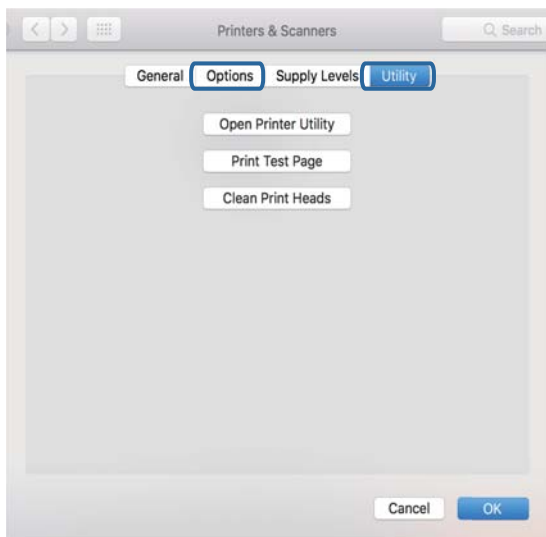 Printers & Scanners Search
General Options Supply Levels Utility
Open Printer Utility
Print Test Page
Clean Print Heads
Cancel OK